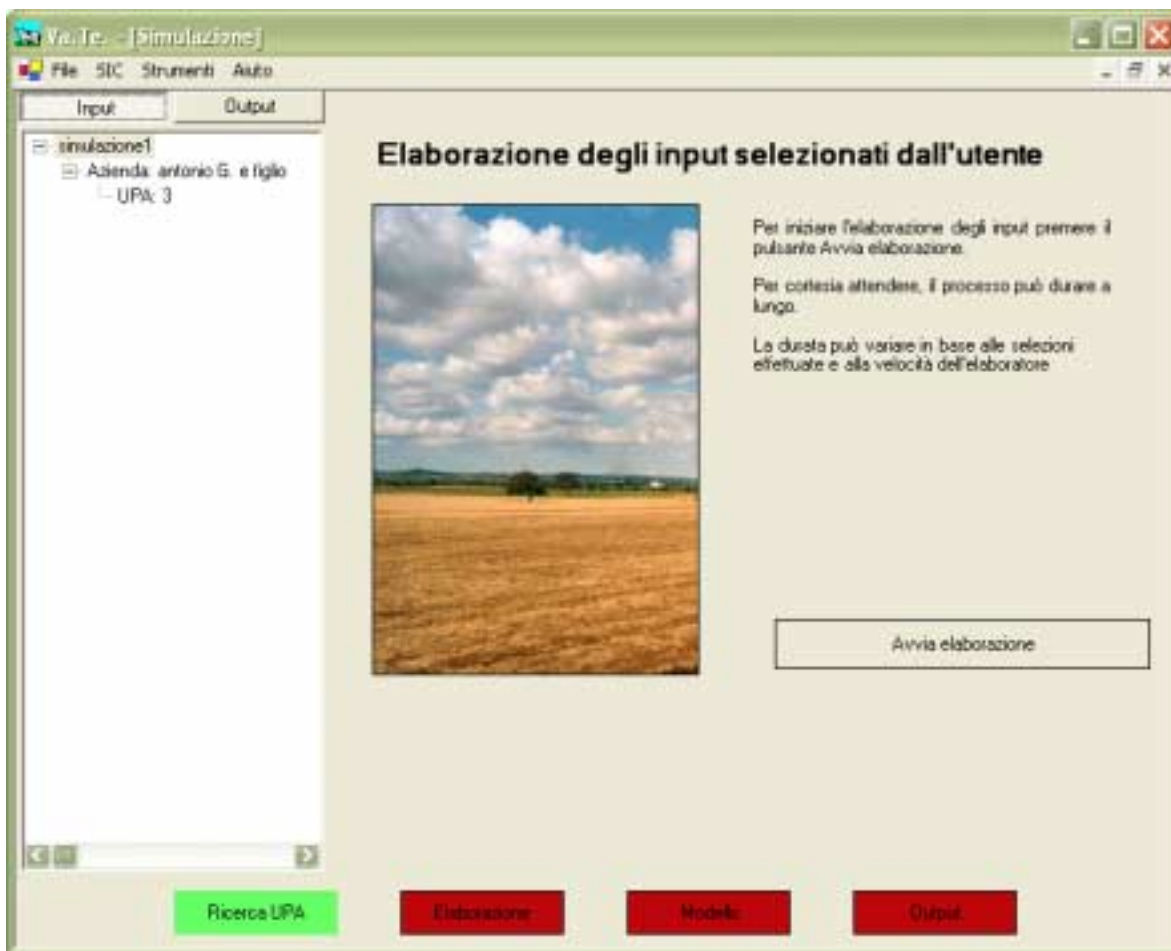 Va.Te. - [Simulazione]
File SIC Strumenti Aiuto
Input Output
simulazione1
Azienda: antonio G. e figlio
UPA: 3
Elaborazione degli input selezionati dall'utente
Per iniziare l'elaborazione degli input premere il
pulsante Avvia elaborazione.
Per cortesia attendere, il processo può durare a
lungo.
La durata può variare in base alle selezioni
effettuate e alla velocità dell'elaboratore
Avvia elaborazione
Ricerca UPA Elaborazione Modello Output